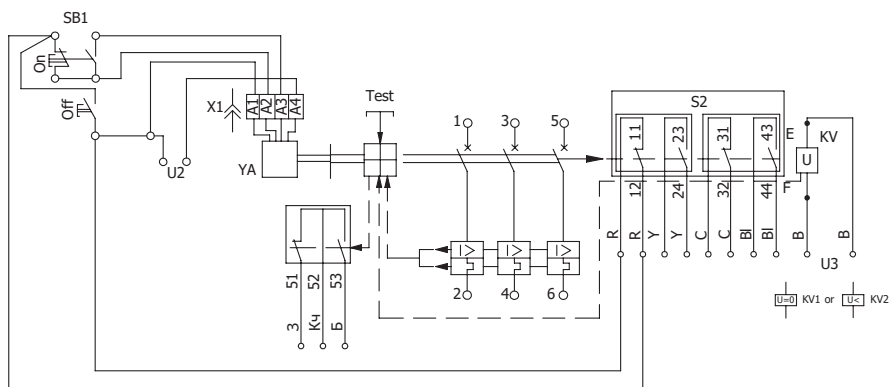 SB1
On
Off
X1
A1
A2
A3
A4
U2
YA
Test
1
3
5
S2
11
23
31
43
E
KV
U
12
24
32
44
F
R
R
Y
Y
C
C
Bl
Bl
B
B
U3
I>
I>
I>
2
4
6
51
52
53
З
Кч
Б
U=0 KV1 or U< KV2